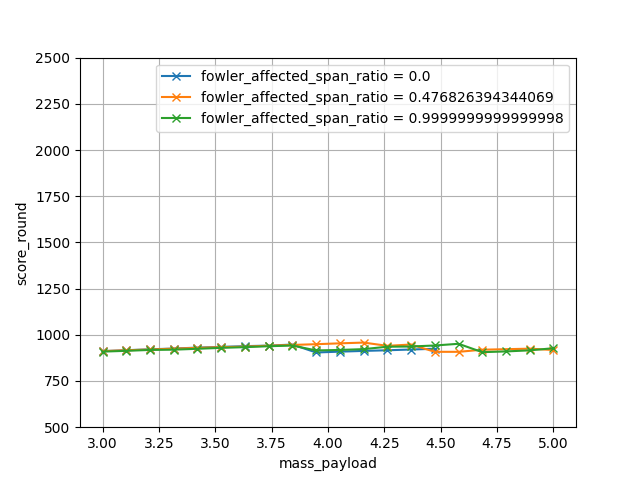 fowler_affected_span_ratio = 0.0
fowler_affected_span_ratio = 0.476826394344069
fowler_affected_span_ratio = 0.9999999999999998
score_round
2500
2250
2000
1750
1500
1250
1000
750
500
3.00 3.25 3.50 3.75 4.00 4.25 4.50 4.75 5.00
mass_payload